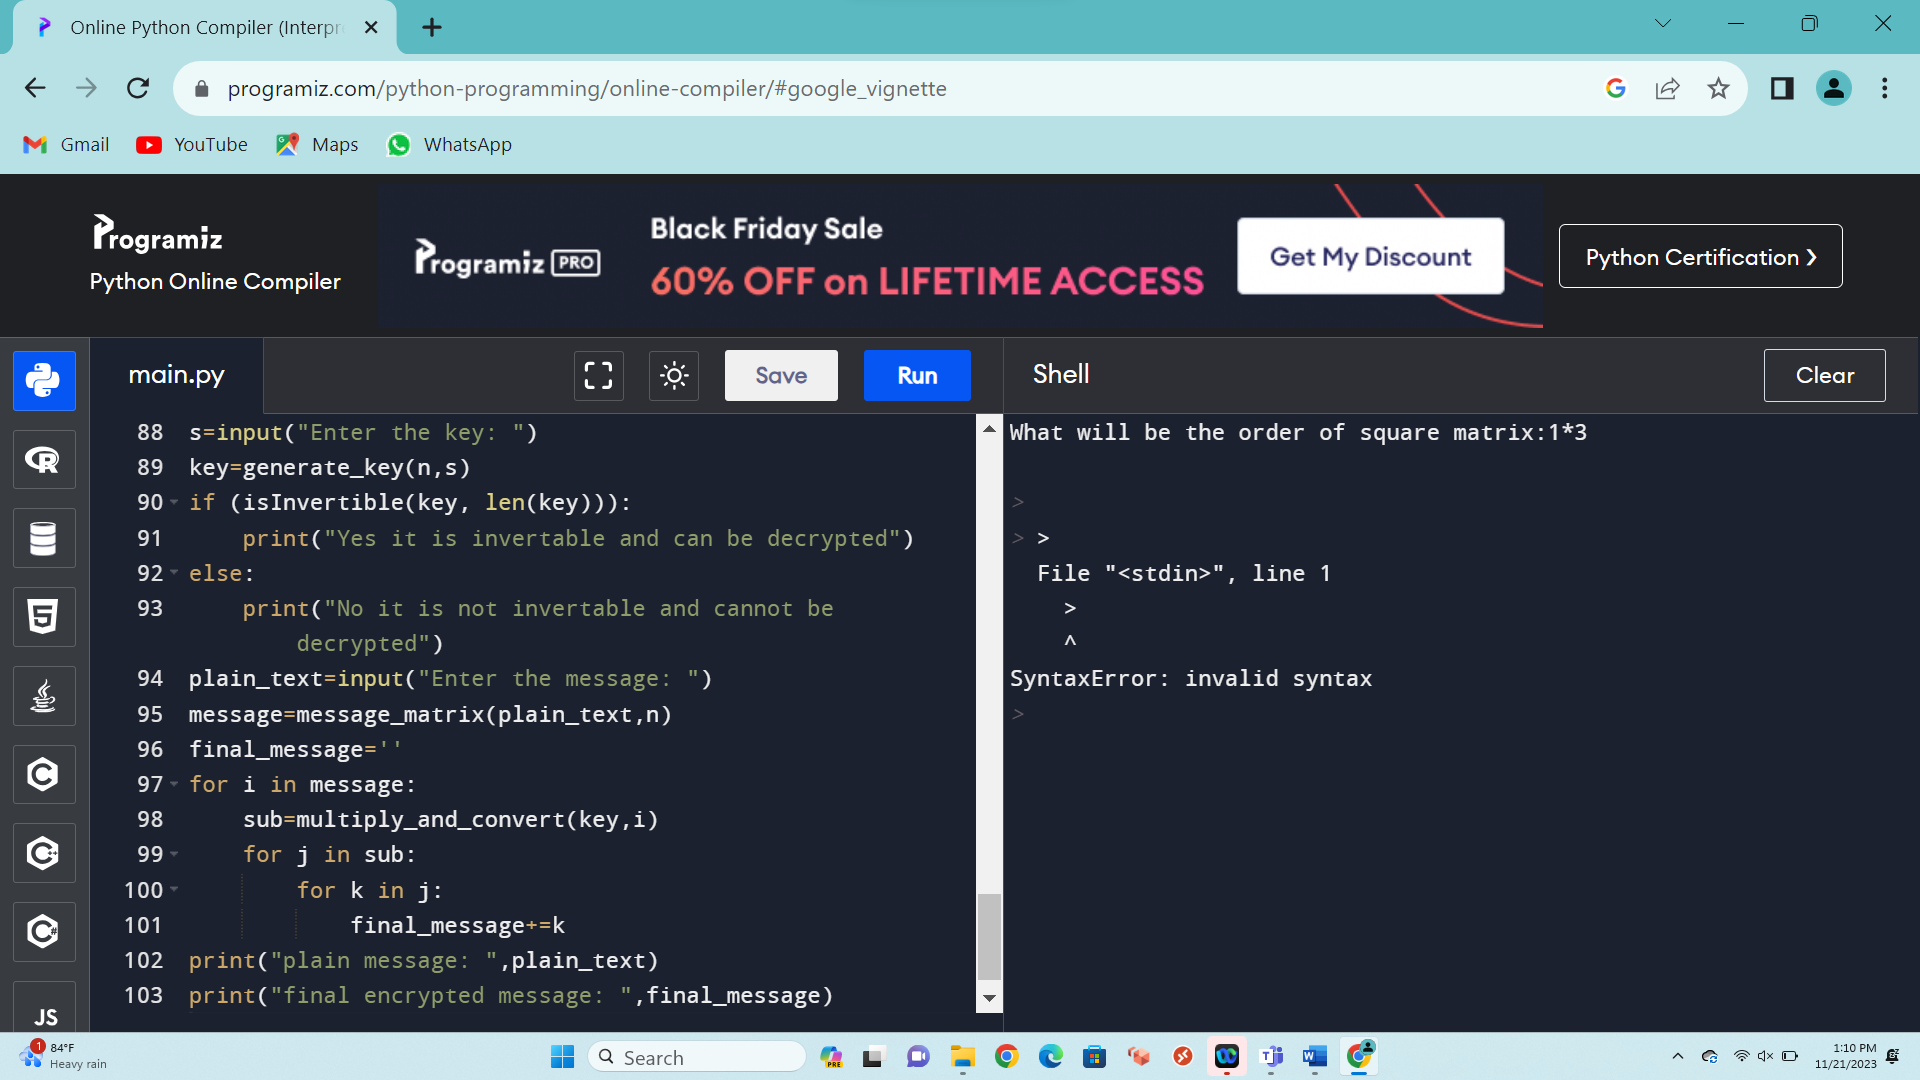 Online Python Compiler (Interpr
programiz.com/python-programming/online-compiler/#google_vignette
Gmail YouTube Maps WhatsApp
Programiz
Python Online Compiler
Programiz PRO
Black Friday Sale
60% OFF on LIFETIME ACCESS
Get My Discount
Python Certification ❯
main.py
Save
Run
Shell
Clear
88 s=input("Enter the key: ")
89 key=generate_key(n,s)
90 if (isInvertible(key, len(key))):
91 print("Yes it is invertable and can be decrypted")
92 else:
93 print("No it is not invertable and cannot be
decrypted")
94 plain_text=input("Enter the message: ")
95 message=message_matrix(plain_text,n)
96 final_message=''
97 for i in message:
98 sub=multiply_and_convert(key,i)
99 for j in sub:
100 for k in j:
101 final_message+=k
102 print("plain message: ",plain_text)
103 print("final encrypted message: ",final_message)
What will be the order of square matrix:1*3
>
> >
File "<stdin>", line 1
>
^
SyntaxError: invalid syntax
>
JS
1
84°F
Heavy rain
Search
PRE
1:10 PM
11/21/2023